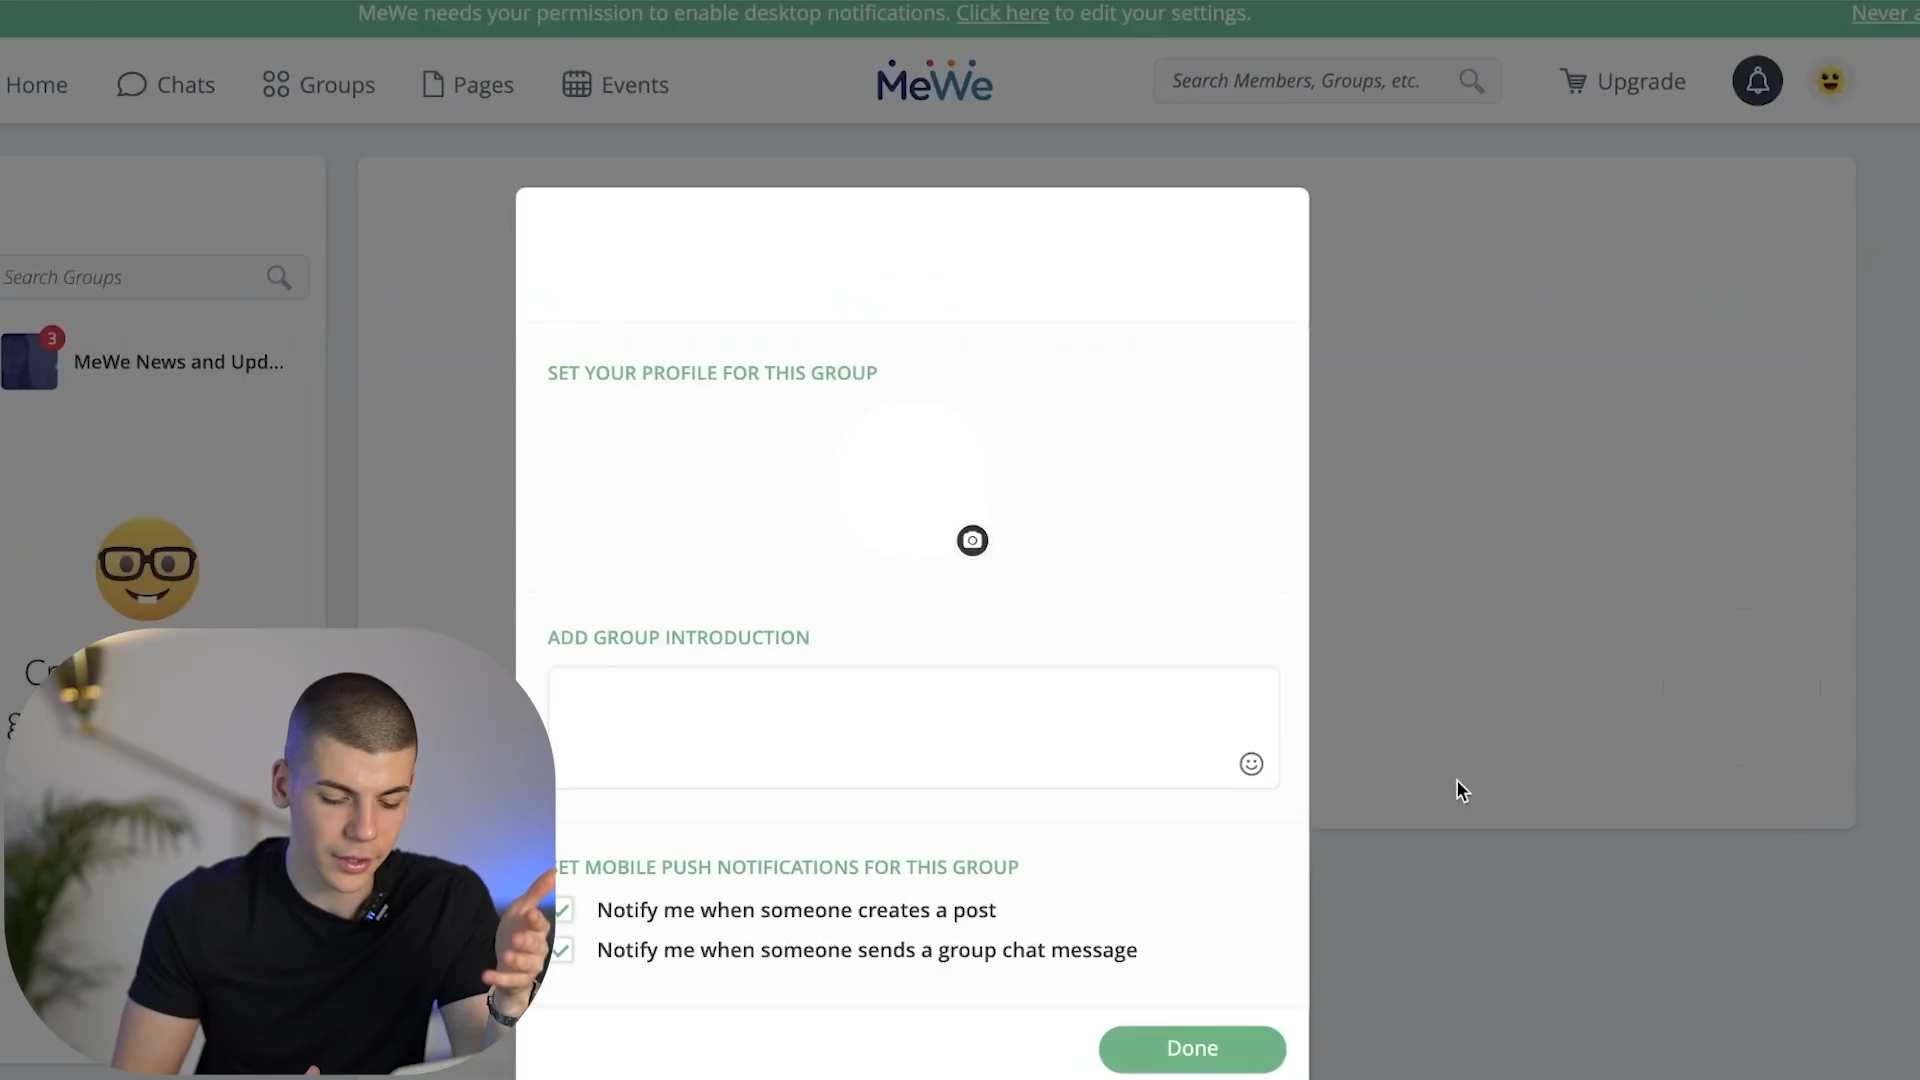 MeWe needs your permission to enable desktop notifications. Click here to edit your settings.
Never
Home
Chats
Groups
Pages
Events
MeWe
Search Members, Groups, etc.
Upgrade
Search Groups
3
MeWe News and Upd...
SET YOUR PROFILE FOR THIS GROUP
ADD GROUP INTRODUCTION
SET MOBILE PUSH NOTIFICATIONS FOR THIS GROUP
Notify me when someone creates a post
Notify me when someone sends a group chat message
Done